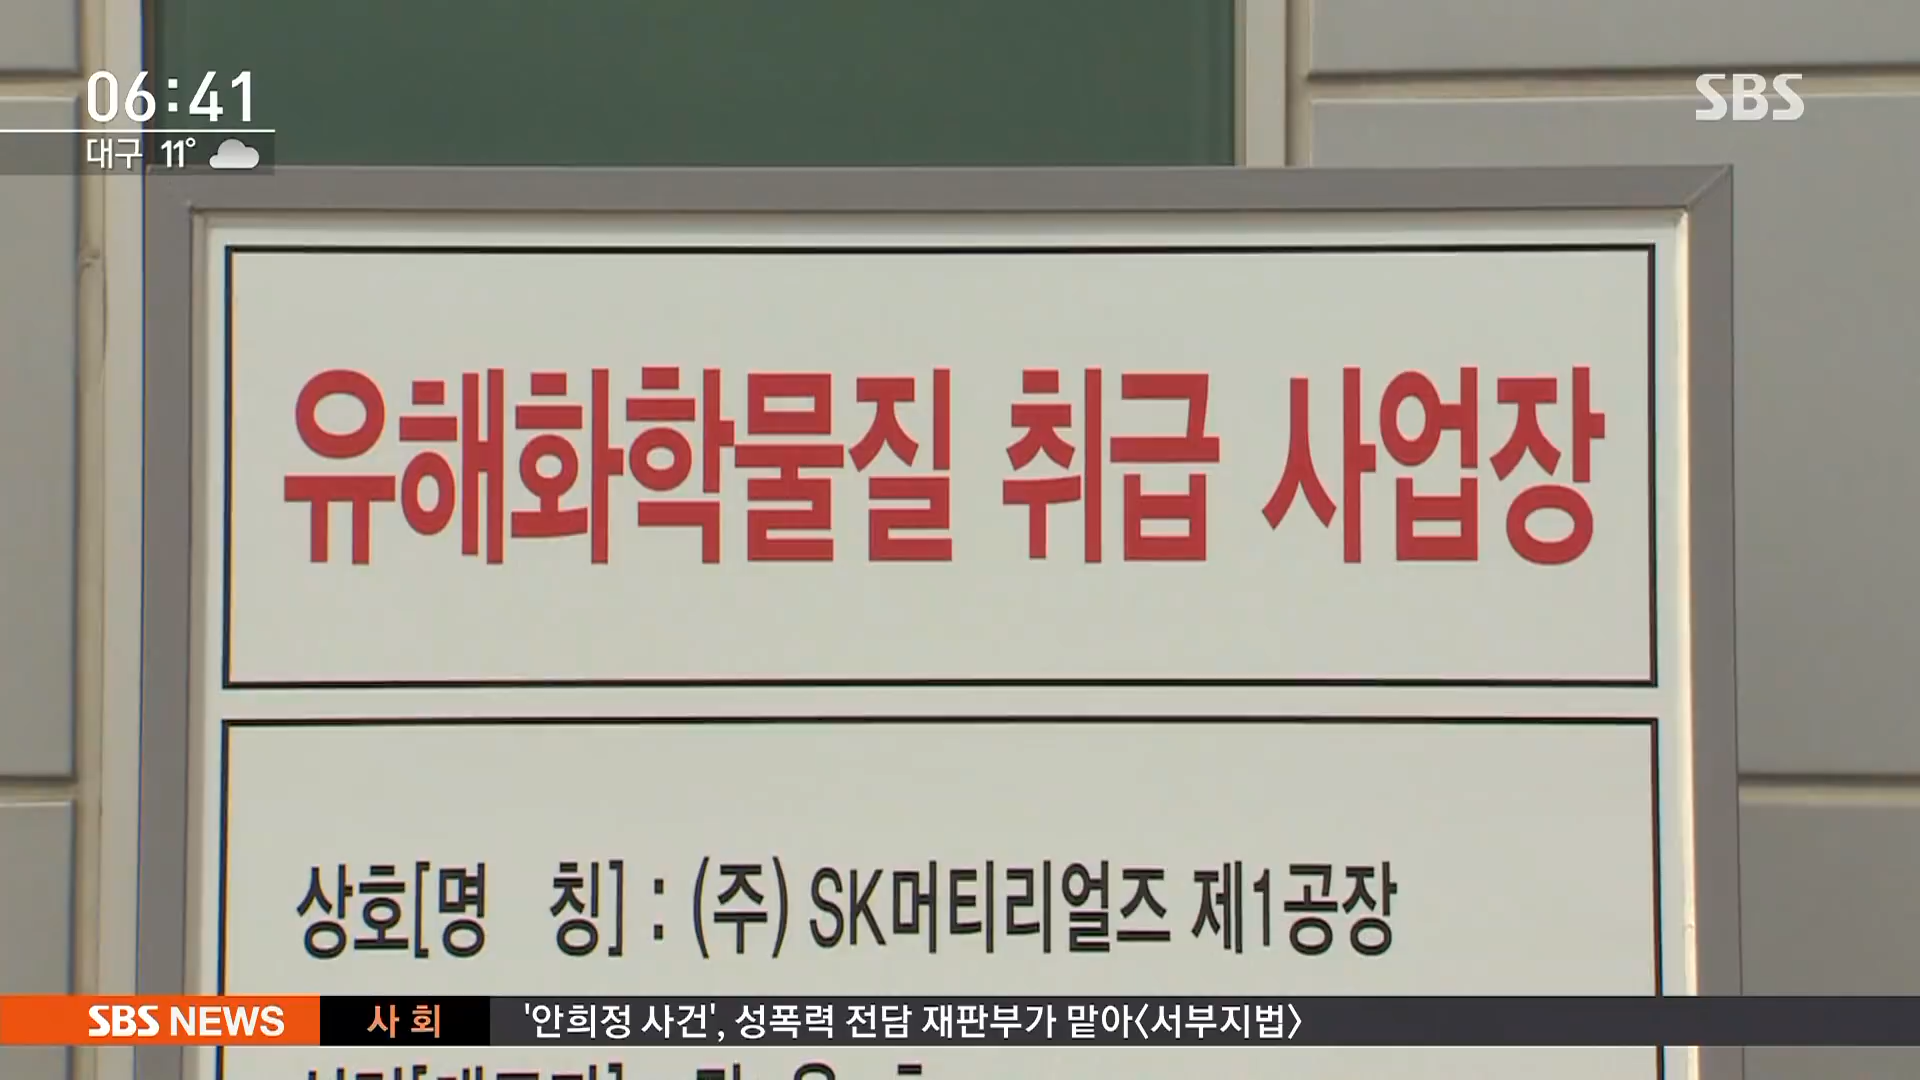 06:41
SBS
대구 11°
유해화학물질 취급 사업장
상호[명 칭] : (주) SK머티리얼즈 제1공장
SBS NEWS 사회 '안희정 사건', 성폭력 전담 재판부가 맡아〈서부지법〉